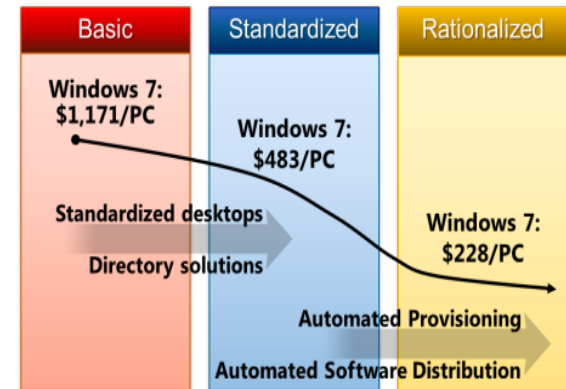 Basic
Standardized
Rationalized
Windows 7:
$1,171/PC
Windows 7:
$483/PC
Standardized desktops
Directory solutions
Windows 7:
$228/PC
Automated Provisioning
Automated Software Distribution